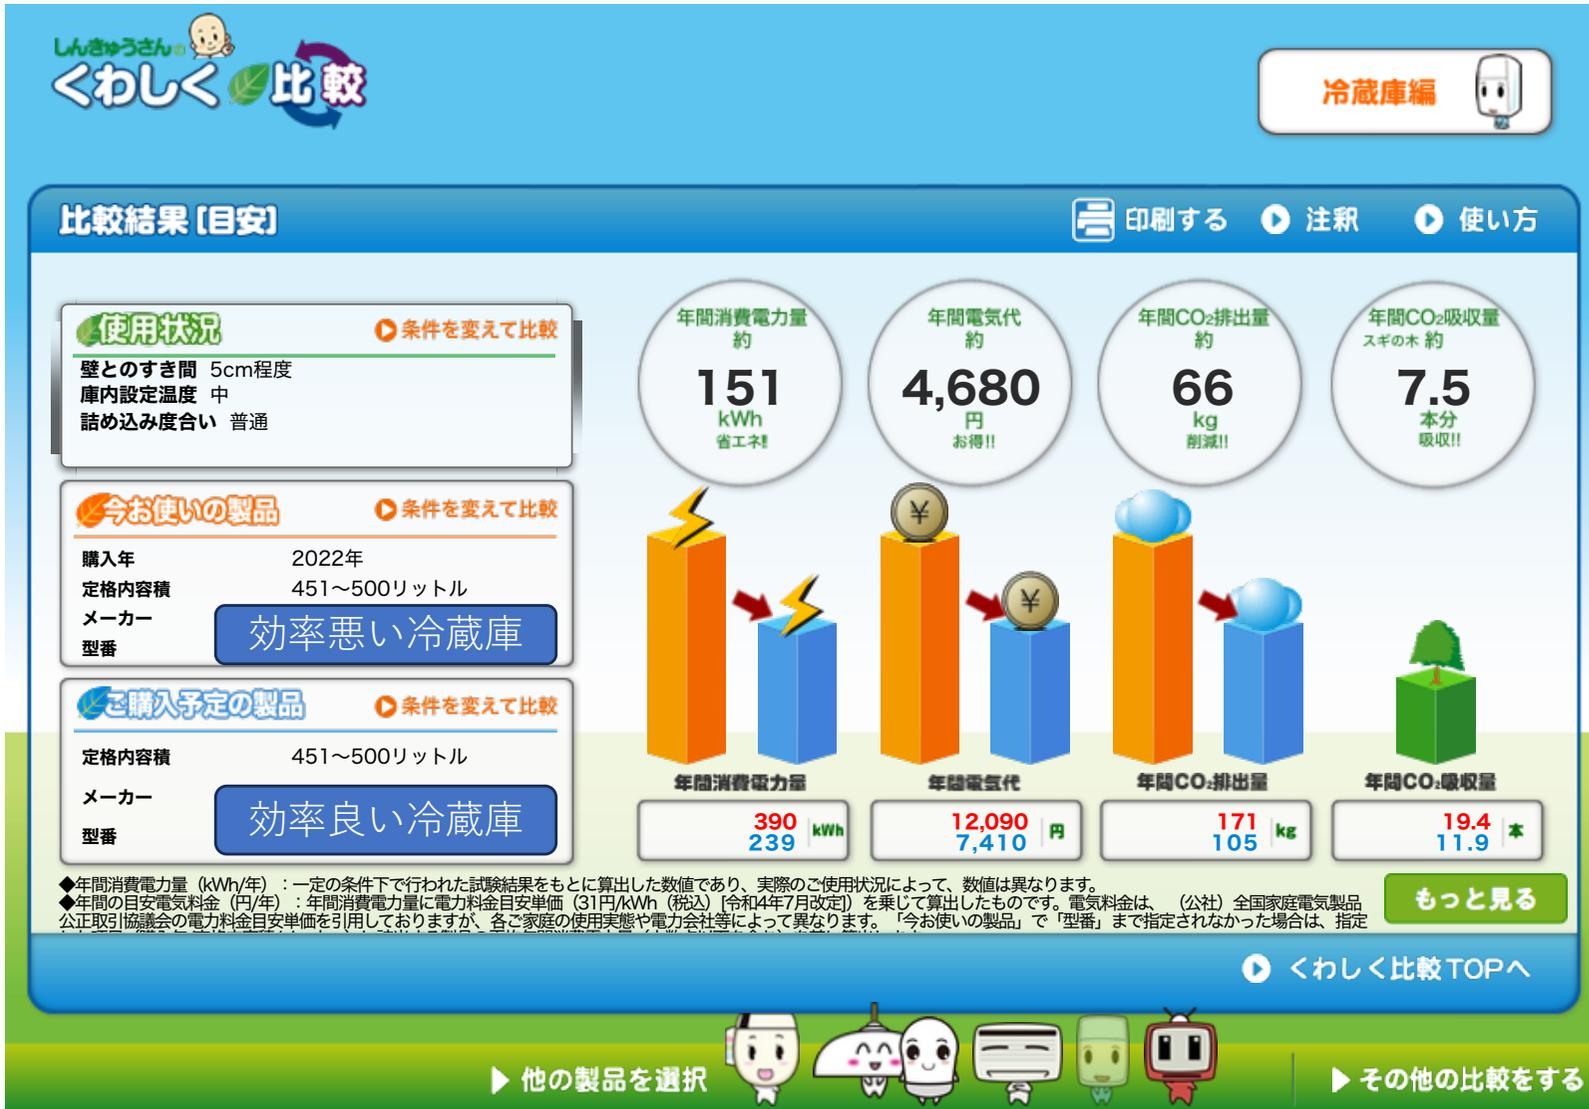 しんきゅうさんの
くわしく比較
冷蔵庫編
比較結果［目安］
印刷する
注釈
使い方
使用状況
条件を変えて比較
壁とのすき間 5cm程度
庫内設定温度 中
詰め込み度合い 普通
今お使いの製品
条件を変えて比較
購入年 2022年
定格内容積 451～500リットル
メーカー
型番
効率悪い冷蔵庫
ご購入予定の製品
条件を変えて比較
定格内容積 451～500リットル
メーカー
型番
効率良い冷蔵庫
年間消費電力量
約
151
kWh
省エネ!!
年間電気代
約
4,680
円
お得!!
年間CO₂排出量
約
66
kg
削減!!
年間CO₂吸収量
スギの木 約
7.5
本分
吸収!!
年間消費電力量
390
239
kWh
年間電気代
12,090
7,410
円
年間CO₂排出量
171
105
kg
年間CO₂吸収量
19.4
11.9
本
◆年間消費電力量（kWh/年）：一定の条件下で行われた試験結果をもとに算出した数値であり、実際のご使用状況によって、数値は異なります。
◆年間の目安電気料金（円/年）：年間消費電力量に電力料金目安単価（31円/kWh（税込）[令和4年7月改定]）を乗じて算出したものです。電気料金は、（公社）全国家庭電気製品
公正取引協議会の電力料金目安単価を引用しておりますが、各ご家庭の使用実態や電力会社等によって異なります。「今お使いの製品」で「型番」まで指定されなかった場合は、指定
もっと見る
くわしく比較TOPへ
他の製品を選択
その他の比較をする